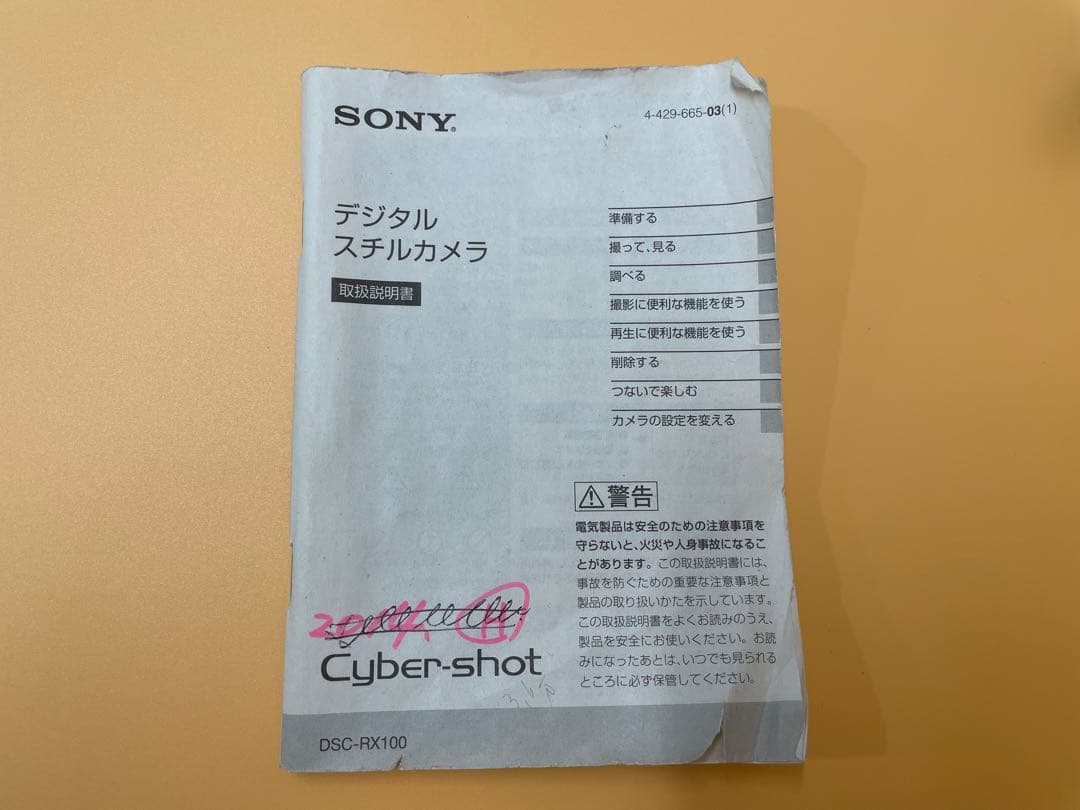 SONY®
4-429-665-03(1)
デジタル
スチルカメラ
取扱説明書
準備する
撮って、見る
調べる
撮影に便利な機能を使う
再生に便利な機能を使う
削除する
つないで楽しむ
カメラの設定を変える
警告
電気製品は安全のための注意事項を
守らないと、火災や人身事故になるこ
とがあります。この取扱説明書には、
事故を防ぐための重要な注意事項と
製品の取り扱いかたを示しています。
この取扱説明書をよくお読みのうえ、
製品を安全にお使いください。お読
みになったあとは、いつでも見られる
ところに必ず保管してください。
Cyber-shot
DSC-RX100